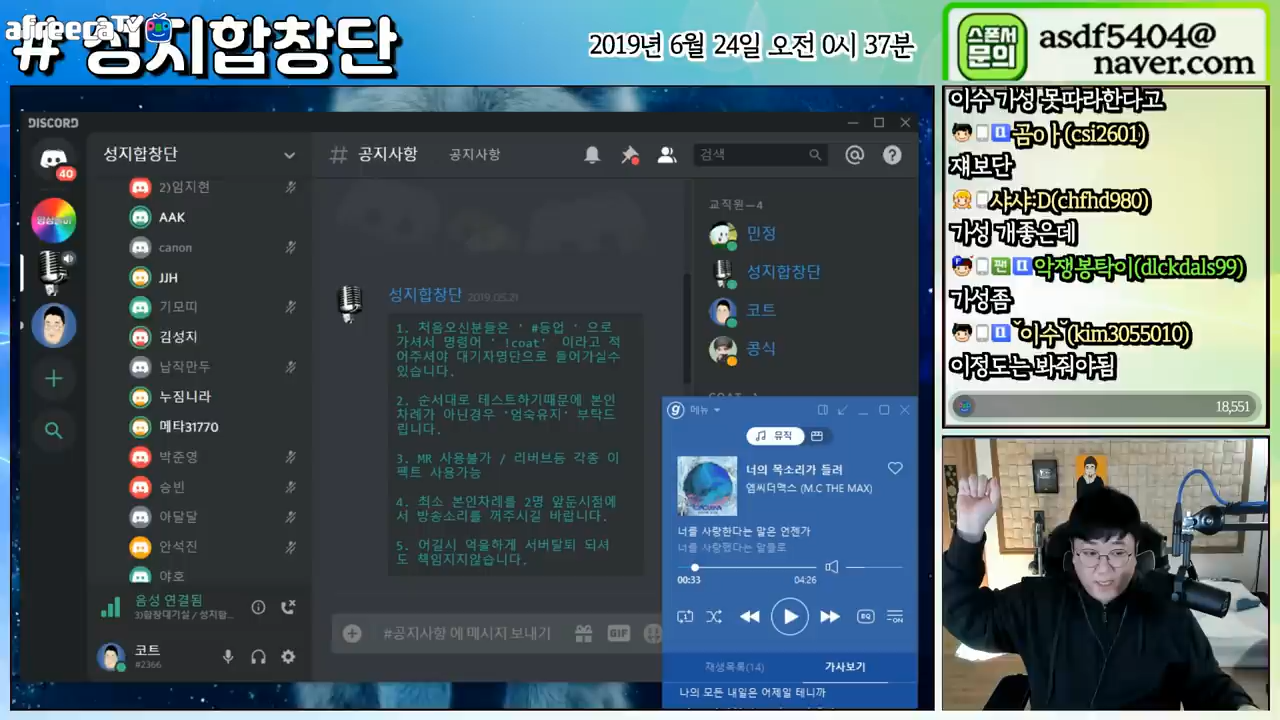 afreecaTV
# 성지합창단
2019년 6월 24일 오전 0시 37분
스폰서 문의
asdf5404@
naver.com
DISCORD
40
성지합창단
2)임지현
AAK
canon
JJH
기모띠
김성지
납작만두
누짐니라
메타31770
박준영
승빈
아달달
안석진
야호
음성 연결됨
3)합창대기실 / 성지합...
코트
#2366
# 공지사항
공지사항
검색
성지합창단 2019.05.21
1. 처음오신분들은 ' #등업 ' 으로
가셔서 명령어 ' !coat' 이라고 적
어주셔야 대기자명단으로 들어가실수
있습니다.
2. 순서대로 테스트하기때문에 본인
차례가 아닌경우 '엄숙유지' 부탁드
립니다.
3. MR 사용불가 / 리버브등 각종 이
펙트 사용가능
4. 최소 본인차례를 2명 앞둔시점에
서 방송소리를 꺼주시길 바랍니다.
5. 어길시 억울하게 서버탈퇴 되셔
도 책임지지않습니다.
#공지사항 에 메시지 보내기
GIF
교직원—4
민정
성지합창단
코트
콩식
메뉴
뮤직
너의 목소리가 들려
엠씨더맥스 (M.C THE MAX)
너를 사랑한다는 말은 언젠가
너를 사랑했다는 말들로
00:33
04:26
EQ
ON
재생목록(14)
가사보기
나의 모든 내일은 어제일 테니까
이수 가성 못따라한다고
곰ㅇㅏ(csi2601)
쟤보단
샤샤:D(chfhd980)
가성 개좋은데
팬
악쟁봉탁이(dlckdals99)
가성좀
˘이수˘(kim3055010)
이정도는 봐줘야됨
18,551